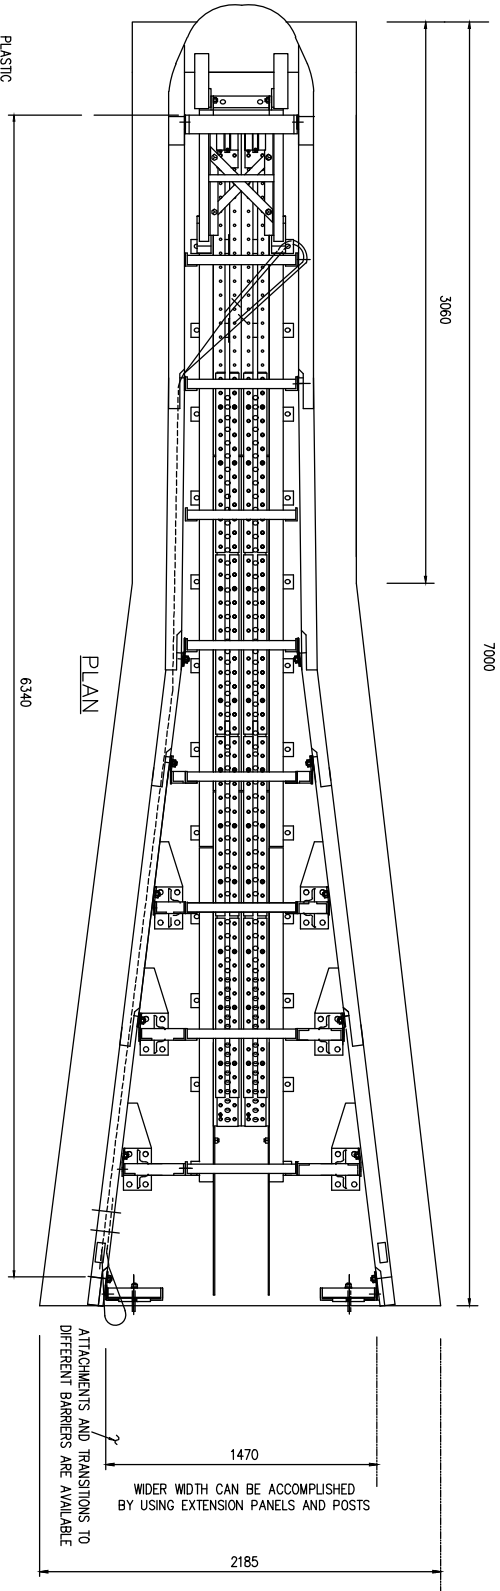 PLASTIC
3060
7000
PLAN
6340
1470
WIDER WIDTH CAN BE ACCOMPLISHED
BY USING EXTENSION PANELS AND POSTS
ATTACHMENTS AND TRANSITIONS TO
DIFFERENT BARRIERS ARE AVAILABLE
2185